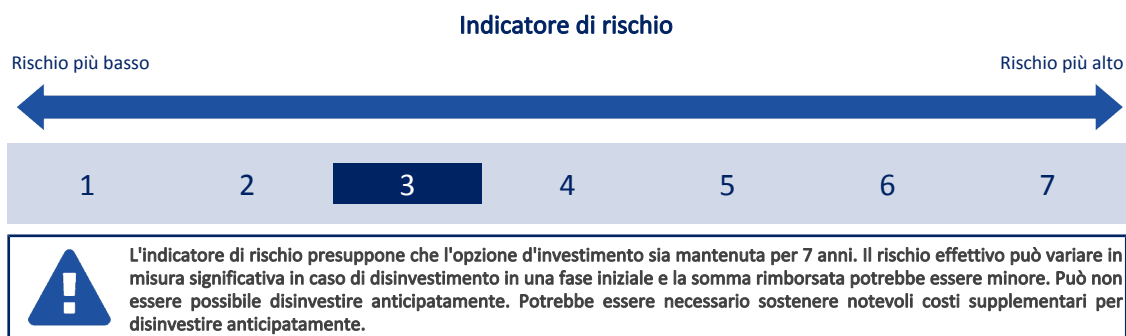 Indicatore di rischio
Rischio più basso
Rischio più alto
1 2 3 4 5 6 7
L'indicatore di rischio presuppone che l'opzione d'investimento sia mantenuta per 7 anni. Il rischio effettivo può variare in
misura significativa in caso di disinvestimento in una fase iniziale e la somma rimborsata potrebbe essere minore. Può non
essere possibile disinvestire anticipatamente. Potrebbe essere necessario sostenere notevoli costi supplementari per
disinvestire anticipatamente.